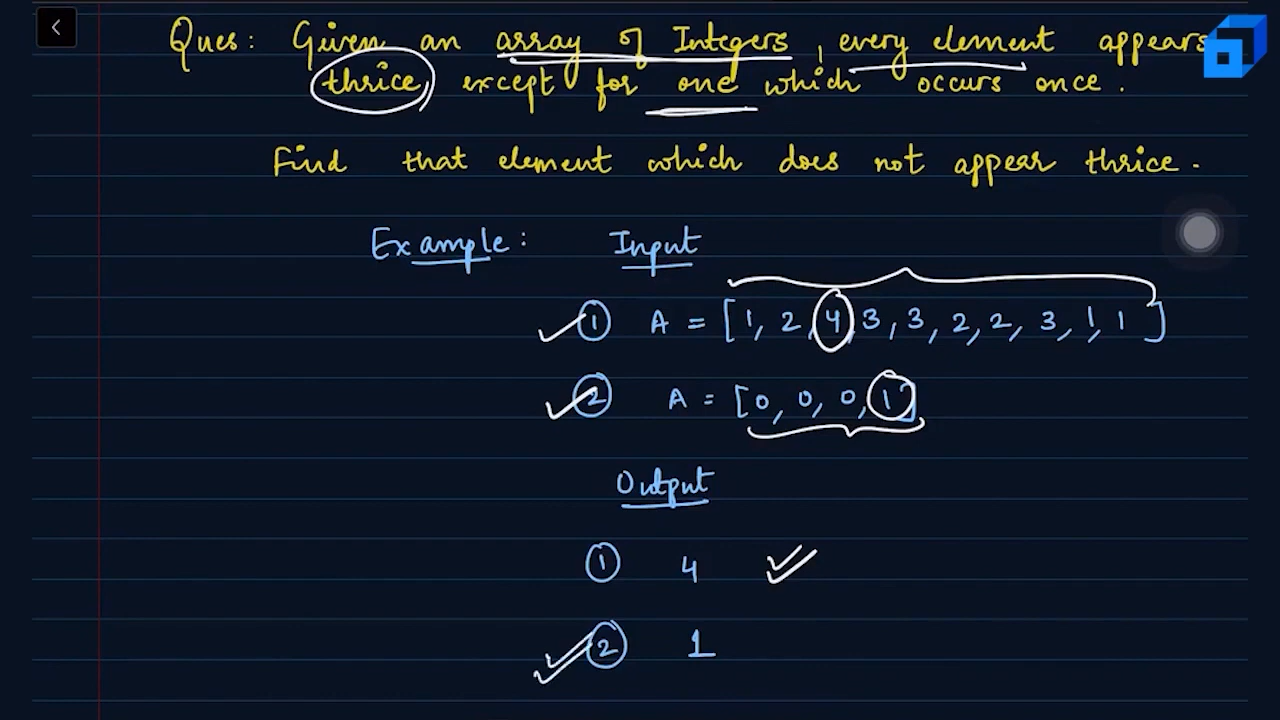 Ques: Given an array of Integers, every element appears
thrice, except for one which occurs once.
Find that element which does not appear thrice.
Example: Input
① A = [1, 2, 4, 3, 3, 2, 2, 3, 1, 1]
② A = [0, 0, 0, 1]
Output
① 4
② 1